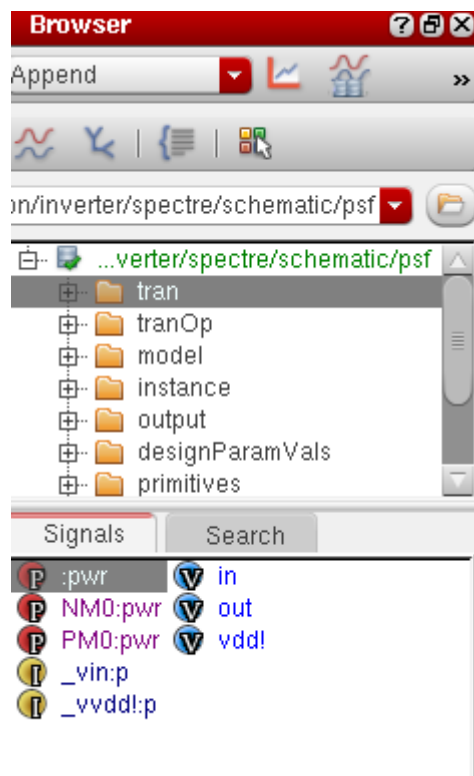 Browser
Append
»
on/inverter/spectre/schematic/psf
...verter/spectre/schematic/psf
tran
tranOp
model
instance
output
designParamVals
primitives
Signals Search
:pwr in
NM0:pwr out
PM0:pwr vdd!
_vin:p
_vvdd!:p